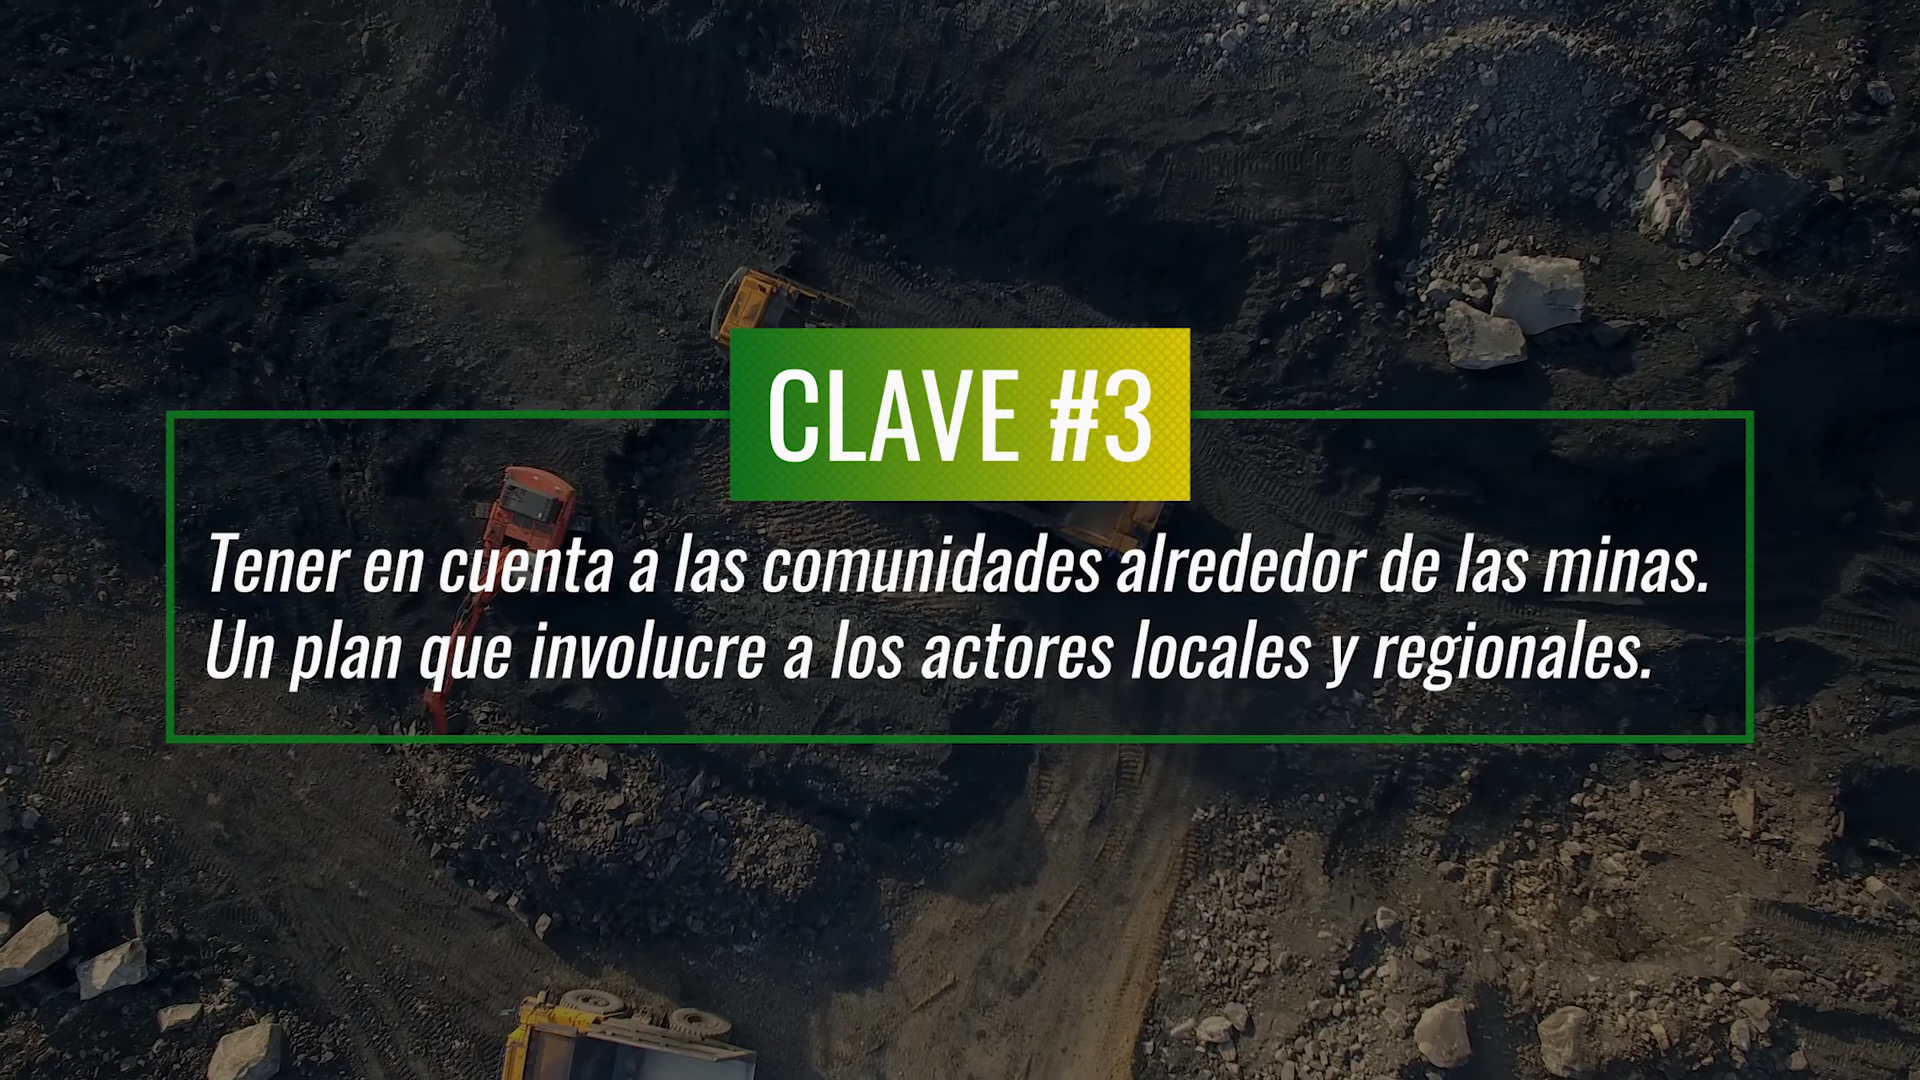 CLAVE #3
Tener en cuenta a las comunidades alrededor de las minas.
Un plan que involucre a los actores locales y regionales.